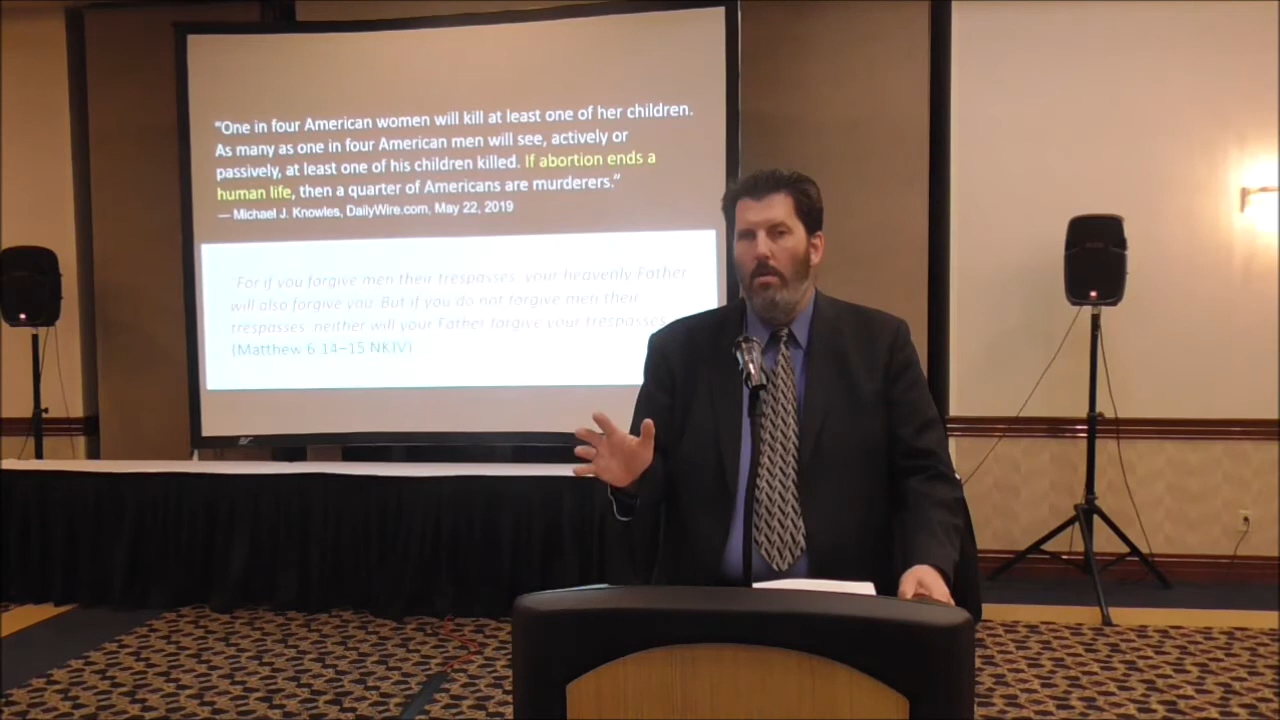 “One in four American women will kill at least one of her children.
As many as one in four American men will see, actively or
passively, at least one of his children killed. If abortion ends a
human life, then a quarter of Americans are murderers.”
— Michael J. Knowles, DailyWire.com, May 22, 2019
For if you forgive men their trespasses, your heavenly Father
will also forgive you. But if you do not forgive men their
trespasses, neither will your Father forgive your trespasses
(Matthew 6:14–15 NKJV)